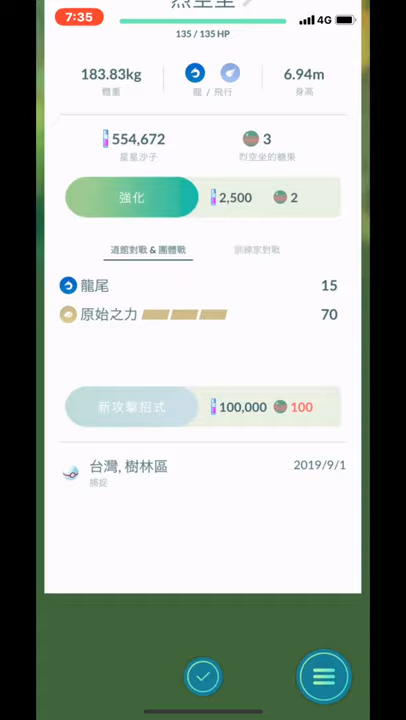 7:35
4G
烈空坐
135 / 135 HP
183.83kg
6.94m
體重
龍 / 飛行
身高
554,672
3
星星沙子
烈空坐的糖果
強化
2,500
2
道館對戰 & 團體戰
訓練家對戰
龍尾
15
原始之力
70
新攻擊招式
100,000
100
台灣, 樹林區
2019/9/1
捕捉